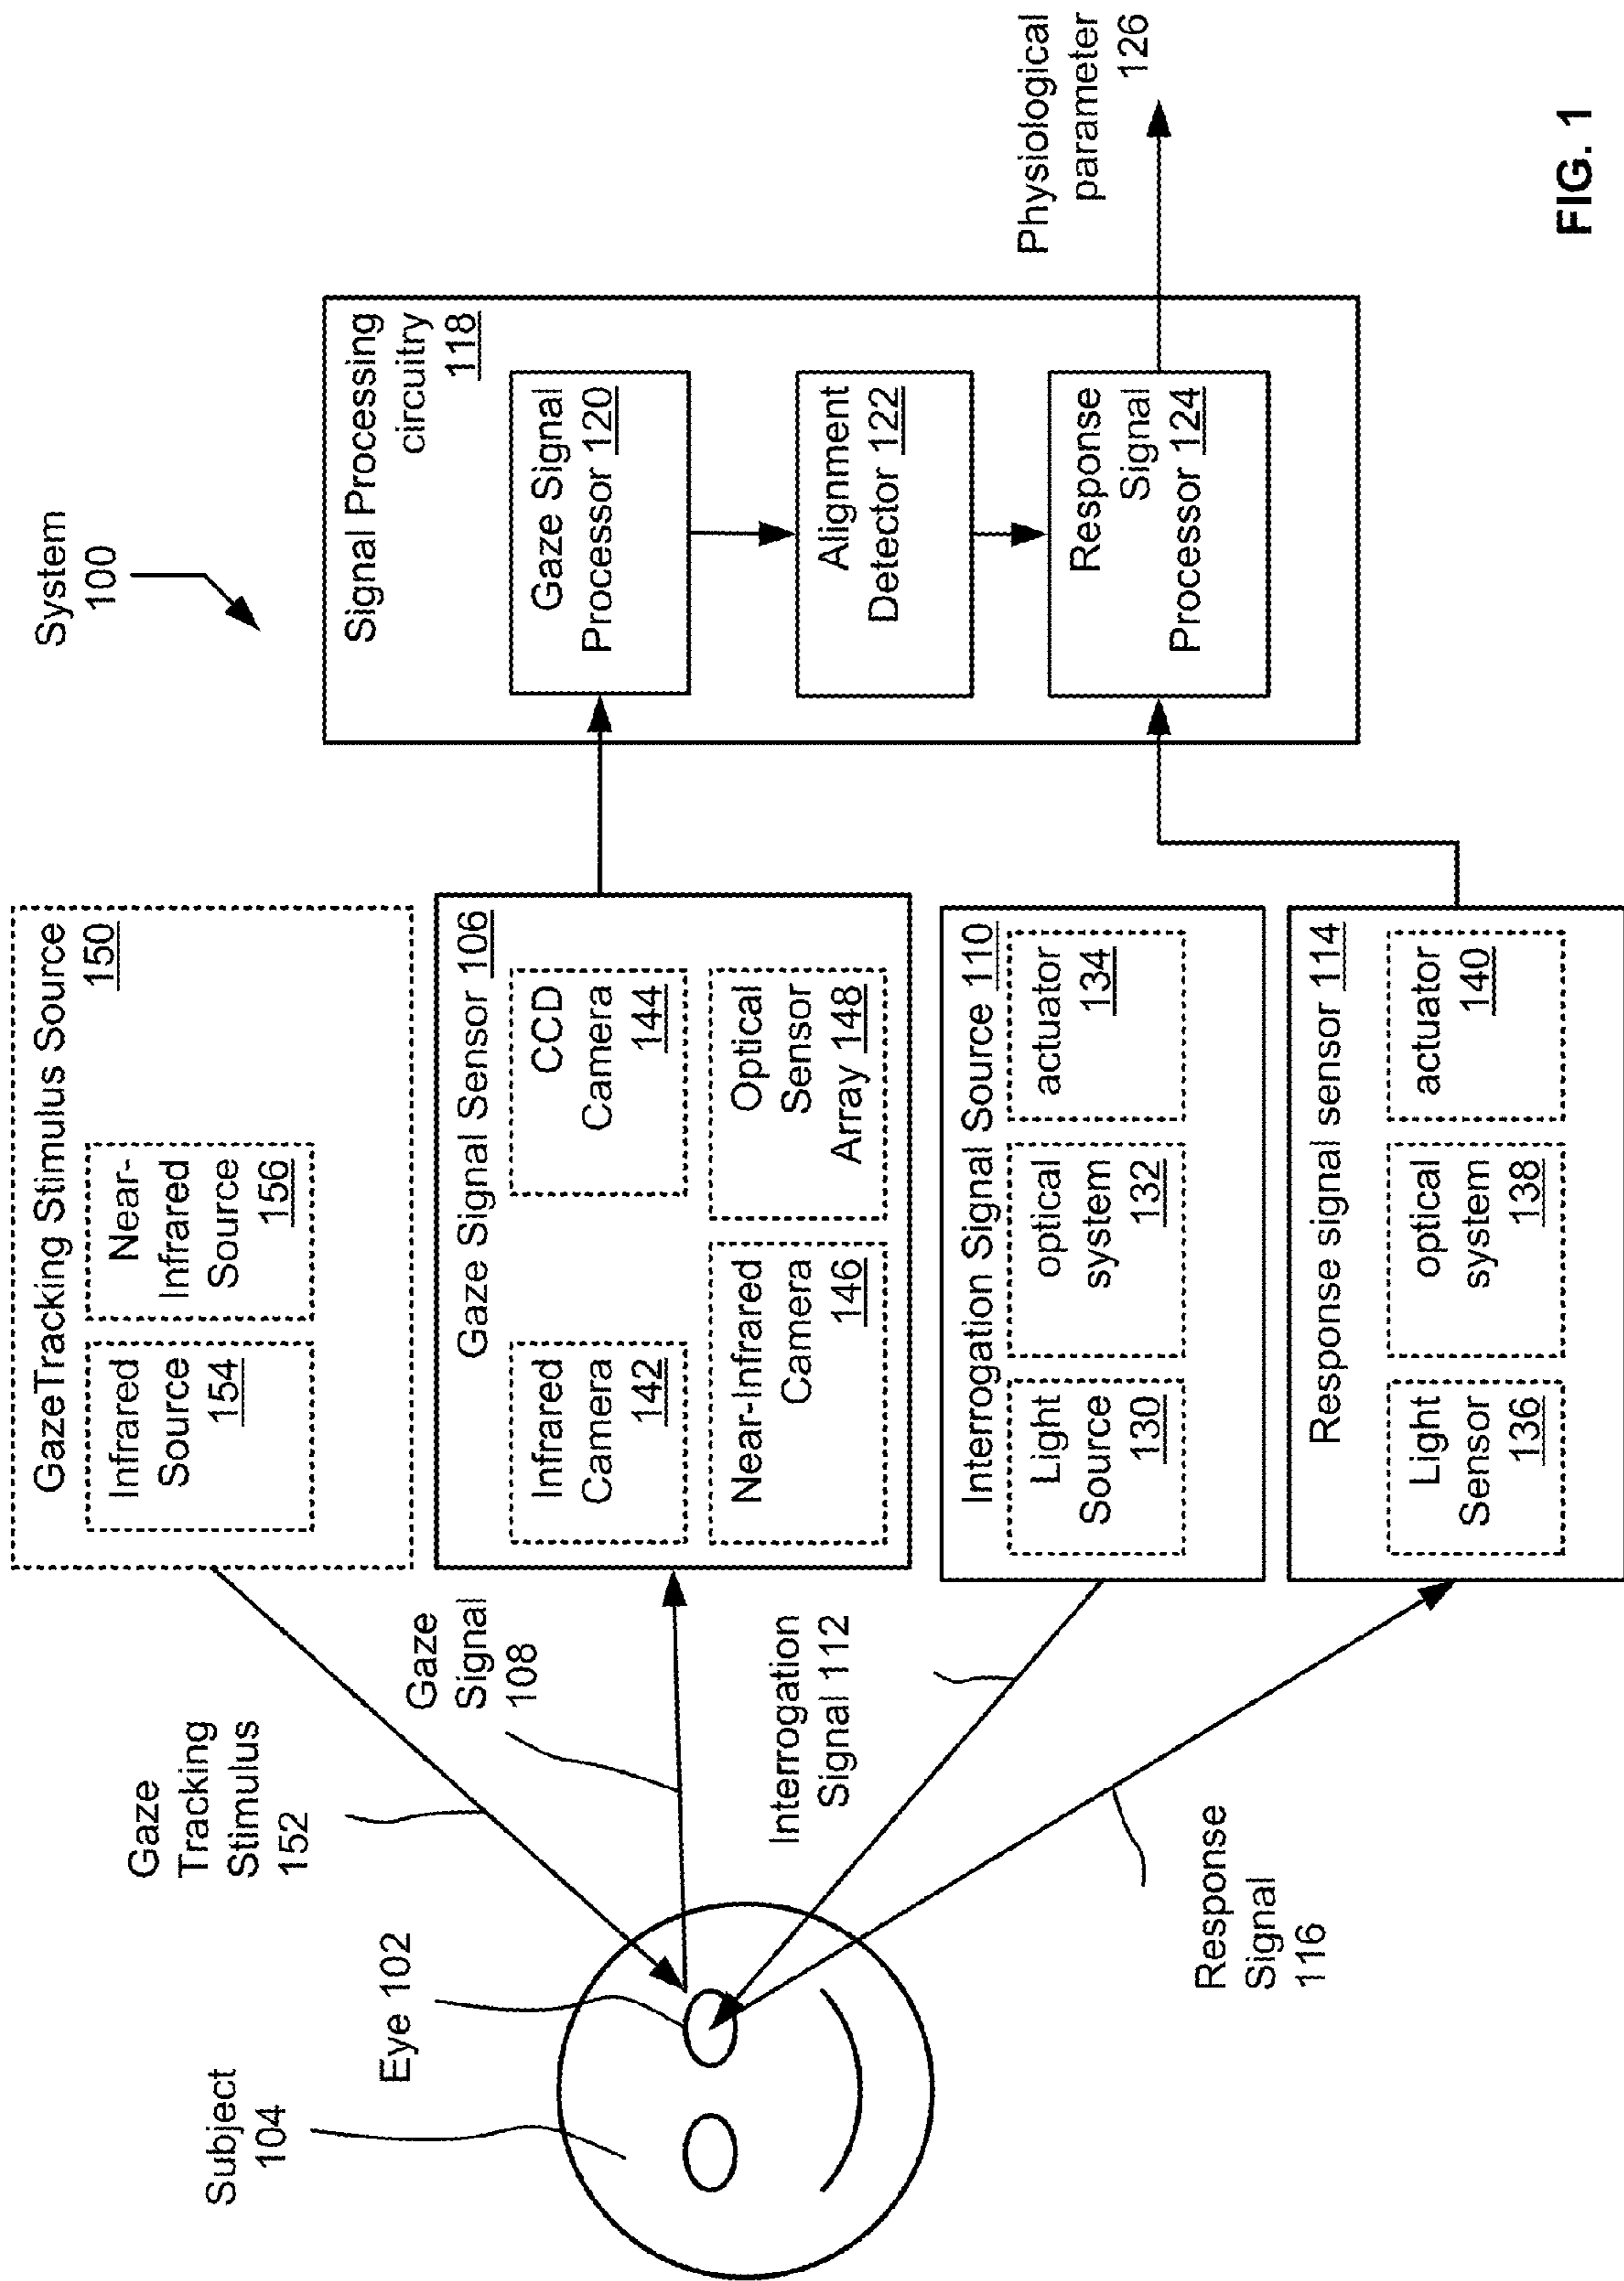 System
100
GazeTracking Stimulus Source
150
Infrared
Source
154
Near-
Infrared
Source
156
Gaze
Tracking
Stimulus
152
Subject
104
Eye 102
Gaze
Signal
108
Gaze Signal Sensor 106
Infrared
Camera
142
CCD
Camera
144
Near-Infrared
Camera
146
Optical
Sensor
Array 148
Interrogation
Signal 112
Interrogation Signal Source 110
Light
Source
130
optical
system
132
actuator
134
Response
Signal
116
Response signal sensor 114
Light
Sensor
136
optical
system
138
actuator
140
Signal Processing
circuitry
118
Gaze Signal
Processor 120
Alignment
Detector 122
Response
Signal
Processor 124
Physiological
parameter
126
FIG. 1